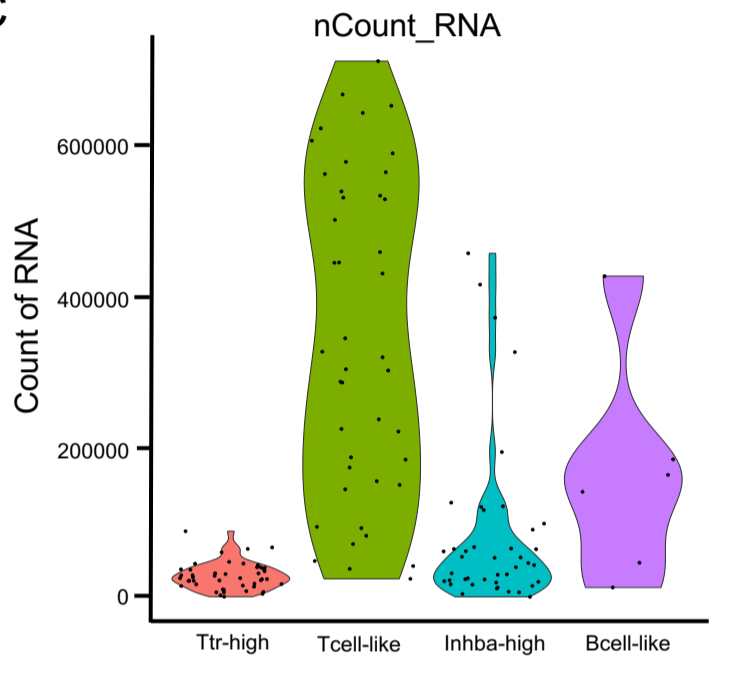 nCount_RNA
Count of RNA
600000
400000
200000
0
Ttr-high Tcell-like Inhba-high Bcell-like